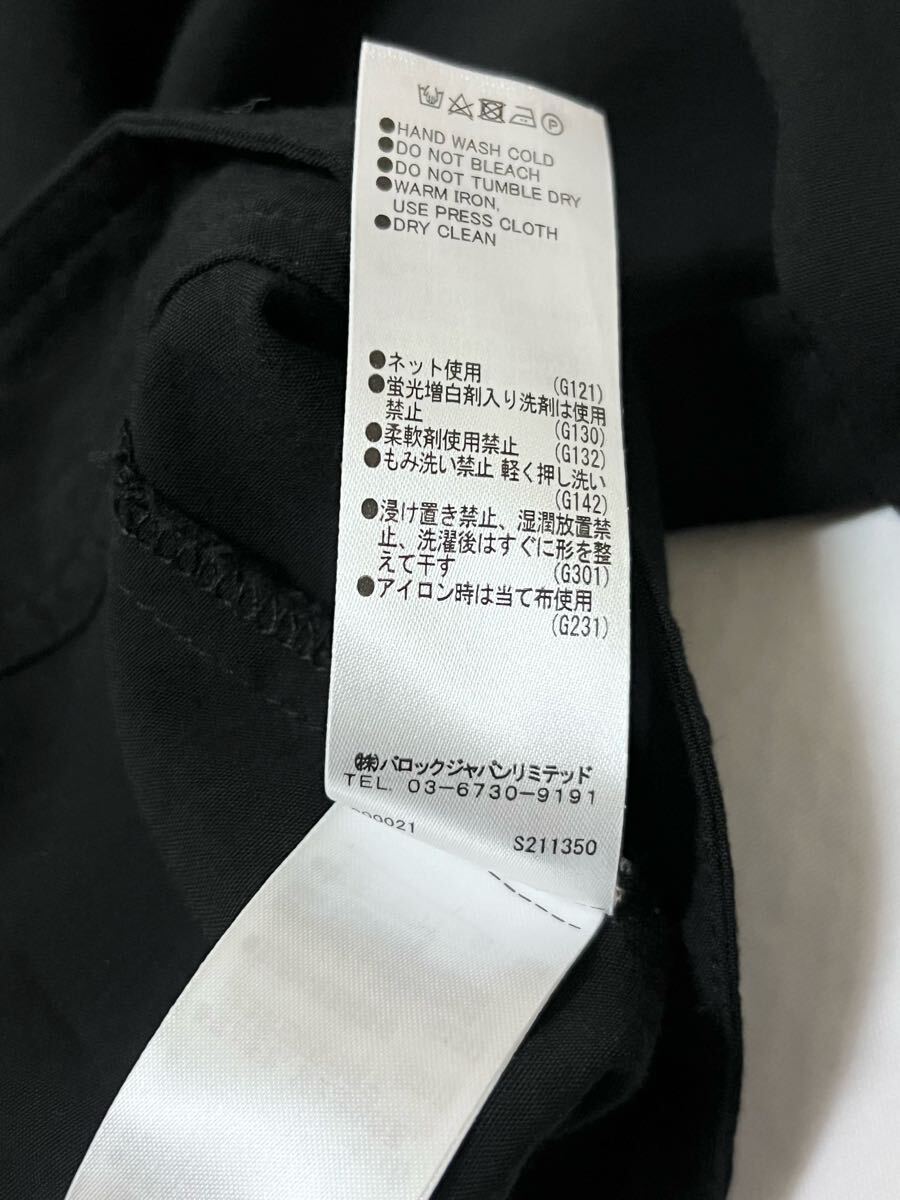 P
●HAND WASH COLD
●DO NOT BLEACH
●DO NOT TUMBLE DRY
●WARM IRON,
USE PRESS CLOTH
●DRY CLEAN
●ネット使用 (G121)
●蛍光増白剤入り洗剤は使用
禁止 (G130)
●柔軟剤使用禁止 (G132)
●もみ洗い禁止 軽く押し洗い
(G142)
●浸け置き禁止、湿潤放置禁
止、洗濯後はすぐに形を整
えて干す (G301)
●アイロン時は当て布使用
(G231)
㈱バロックジャパンリミテッド
TEL. 03-6730-9191
S211350